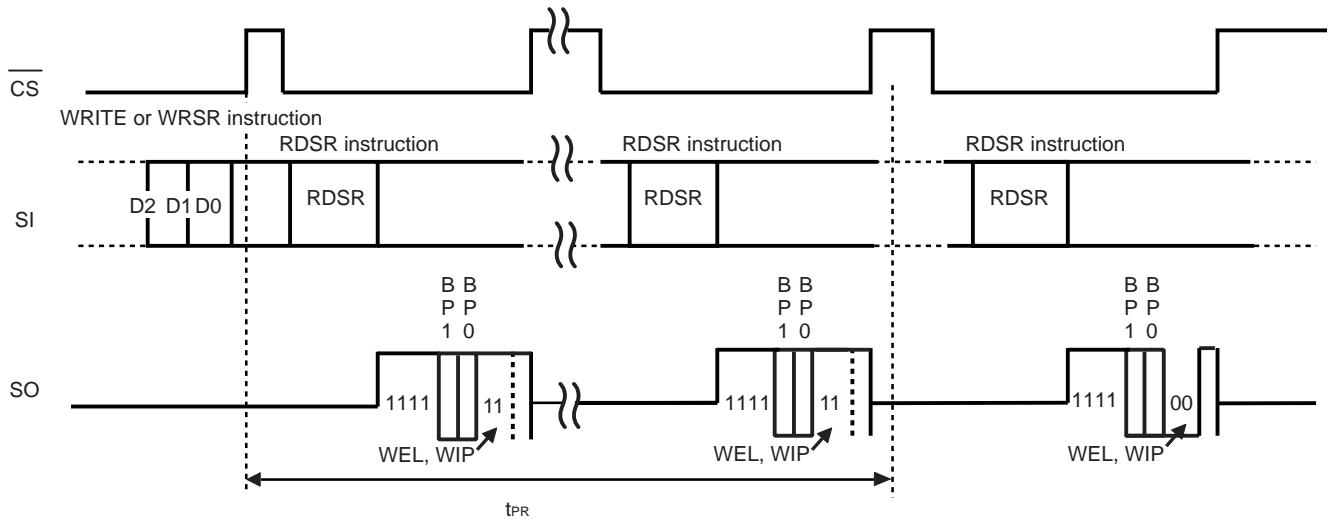 CS
WRITE or WRSR instruction
RDSR instruction
RDSR instruction
RDSR instruction
SI
D2 D1 D0
RDSR
RDSR
RDSR
B B
P P
1 0
B B
P P
1 0
B B
P P
1 0
SO
1111
11
1111
11
1111
00
WEL, WIP
WEL, WIP
WEL, WIP
tPR